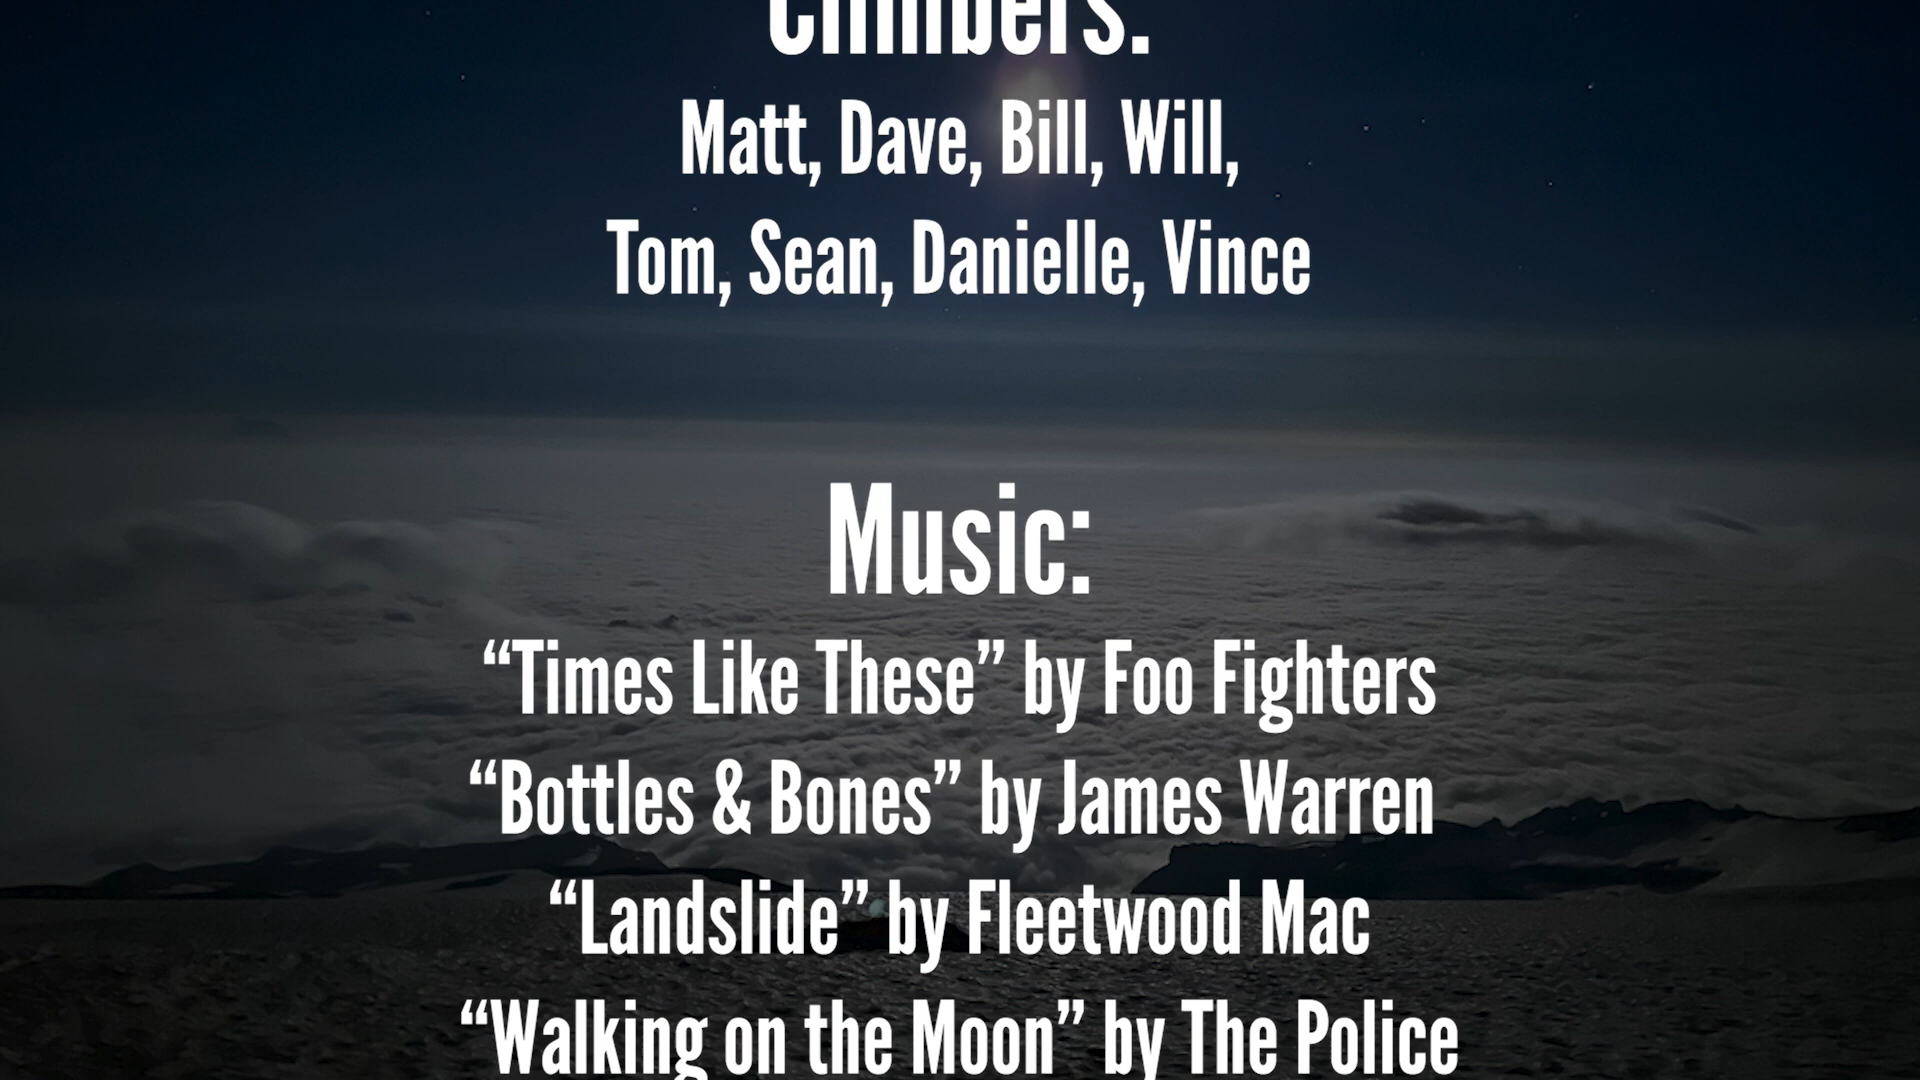 Climbers:
Matt, Dave, Bill, Will,
Tom, Sean, Danielle, Vince
Music:
“Times Like These” by Foo Fighters
“Bottles & Bones” by James Warren
“Landslide” by Fleetwood Mac
“Walking on the Moon” by The Police